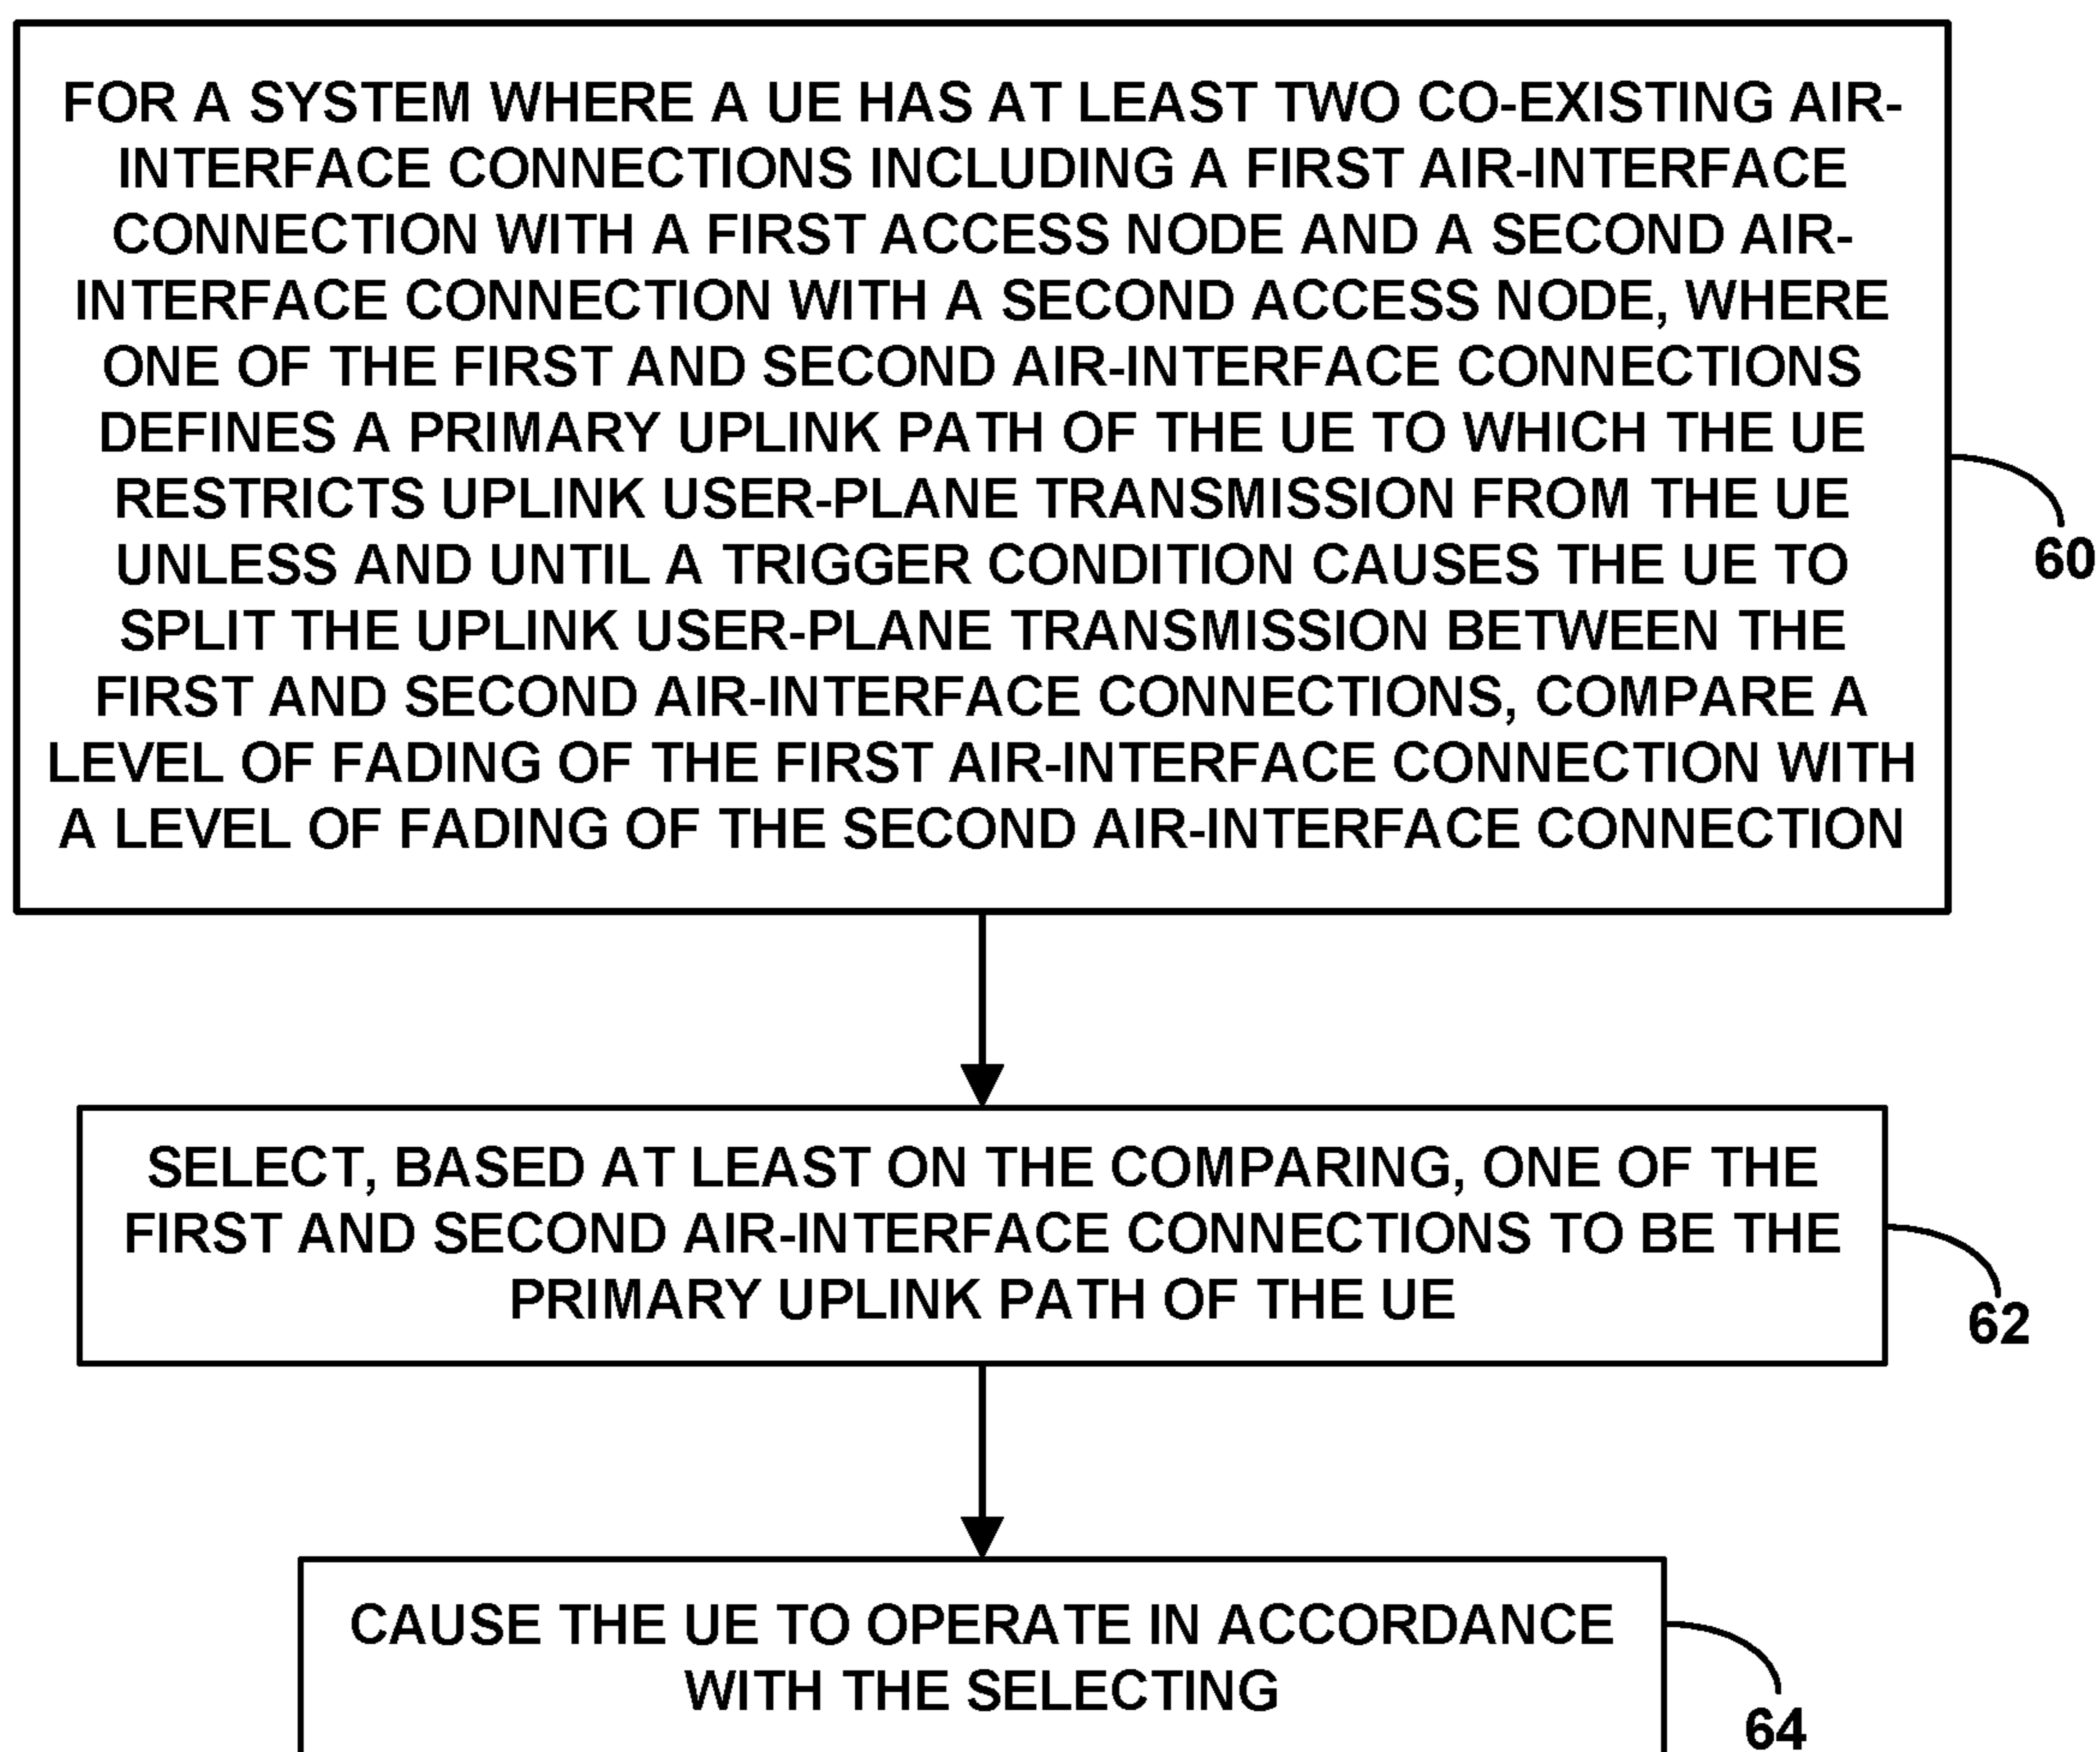 FOR A SYSTEM WHERE A UE HAS AT LEAST TWO CO-EXISTING AIR-
INTERFACE CONNECTIONS INCLUDING A FIRST AIR-INTERFACE
CONNECTION WITH A FIRST ACCESS NODE AND A SECOND AIR-
INTERFACE CONNECTION WITH A SECOND ACCESS NODE, WHERE
ONE OF THE FIRST AND SECOND AIR-INTERFACE CONNECTIONS
DEFINES A PRIMARY UPLINK PATH OF THE UE TO WHICH THE UE
RESTRICTS UPLINK USER-PLANE TRANSMISSION FROM THE UE
UNLESS AND UNTIL A TRIGGER CONDITION CAUSES THE UE TO
SPLIT THE UPLINK USER-PLANE TRANSMISSION BETWEEN THE
FIRST AND SECOND AIR-INTERFACE CONNECTIONS, COMPARE A
LEVEL OF FADING OF THE FIRST AIR-INTERFACE CONNECTION WITH
A LEVEL OF FADING OF THE SECOND AIR-INTERFACE CONNECTION
60
SELECT, BASED AT LEAST ON THE COMPARING, ONE OF THE
FIRST AND SECOND AIR-INTERFACE CONNECTIONS TO BE THE
PRIMARY UPLINK PATH OF THE UE
62
CAUSE THE UE TO OPERATE IN ACCORDANCE
WITH THE SELECTING
64